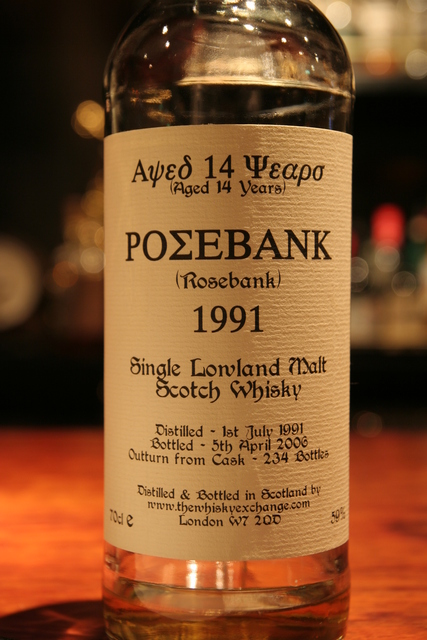 Αψεδ 14 Ψεαρσ
(Aged 14 Years)
ΡΟΣΕΒΑΝΚ
(Rosebank)
1991
Single Lowland Malt
Scotch Whisky
Distilled - 1st July 1991
Bottled - 5th April 2006
Outturn from Cask - 234 Bottles
Distilled & Bottled in Scotland by
www.thewhiskyexchange.com
70cl e London W7 2QD